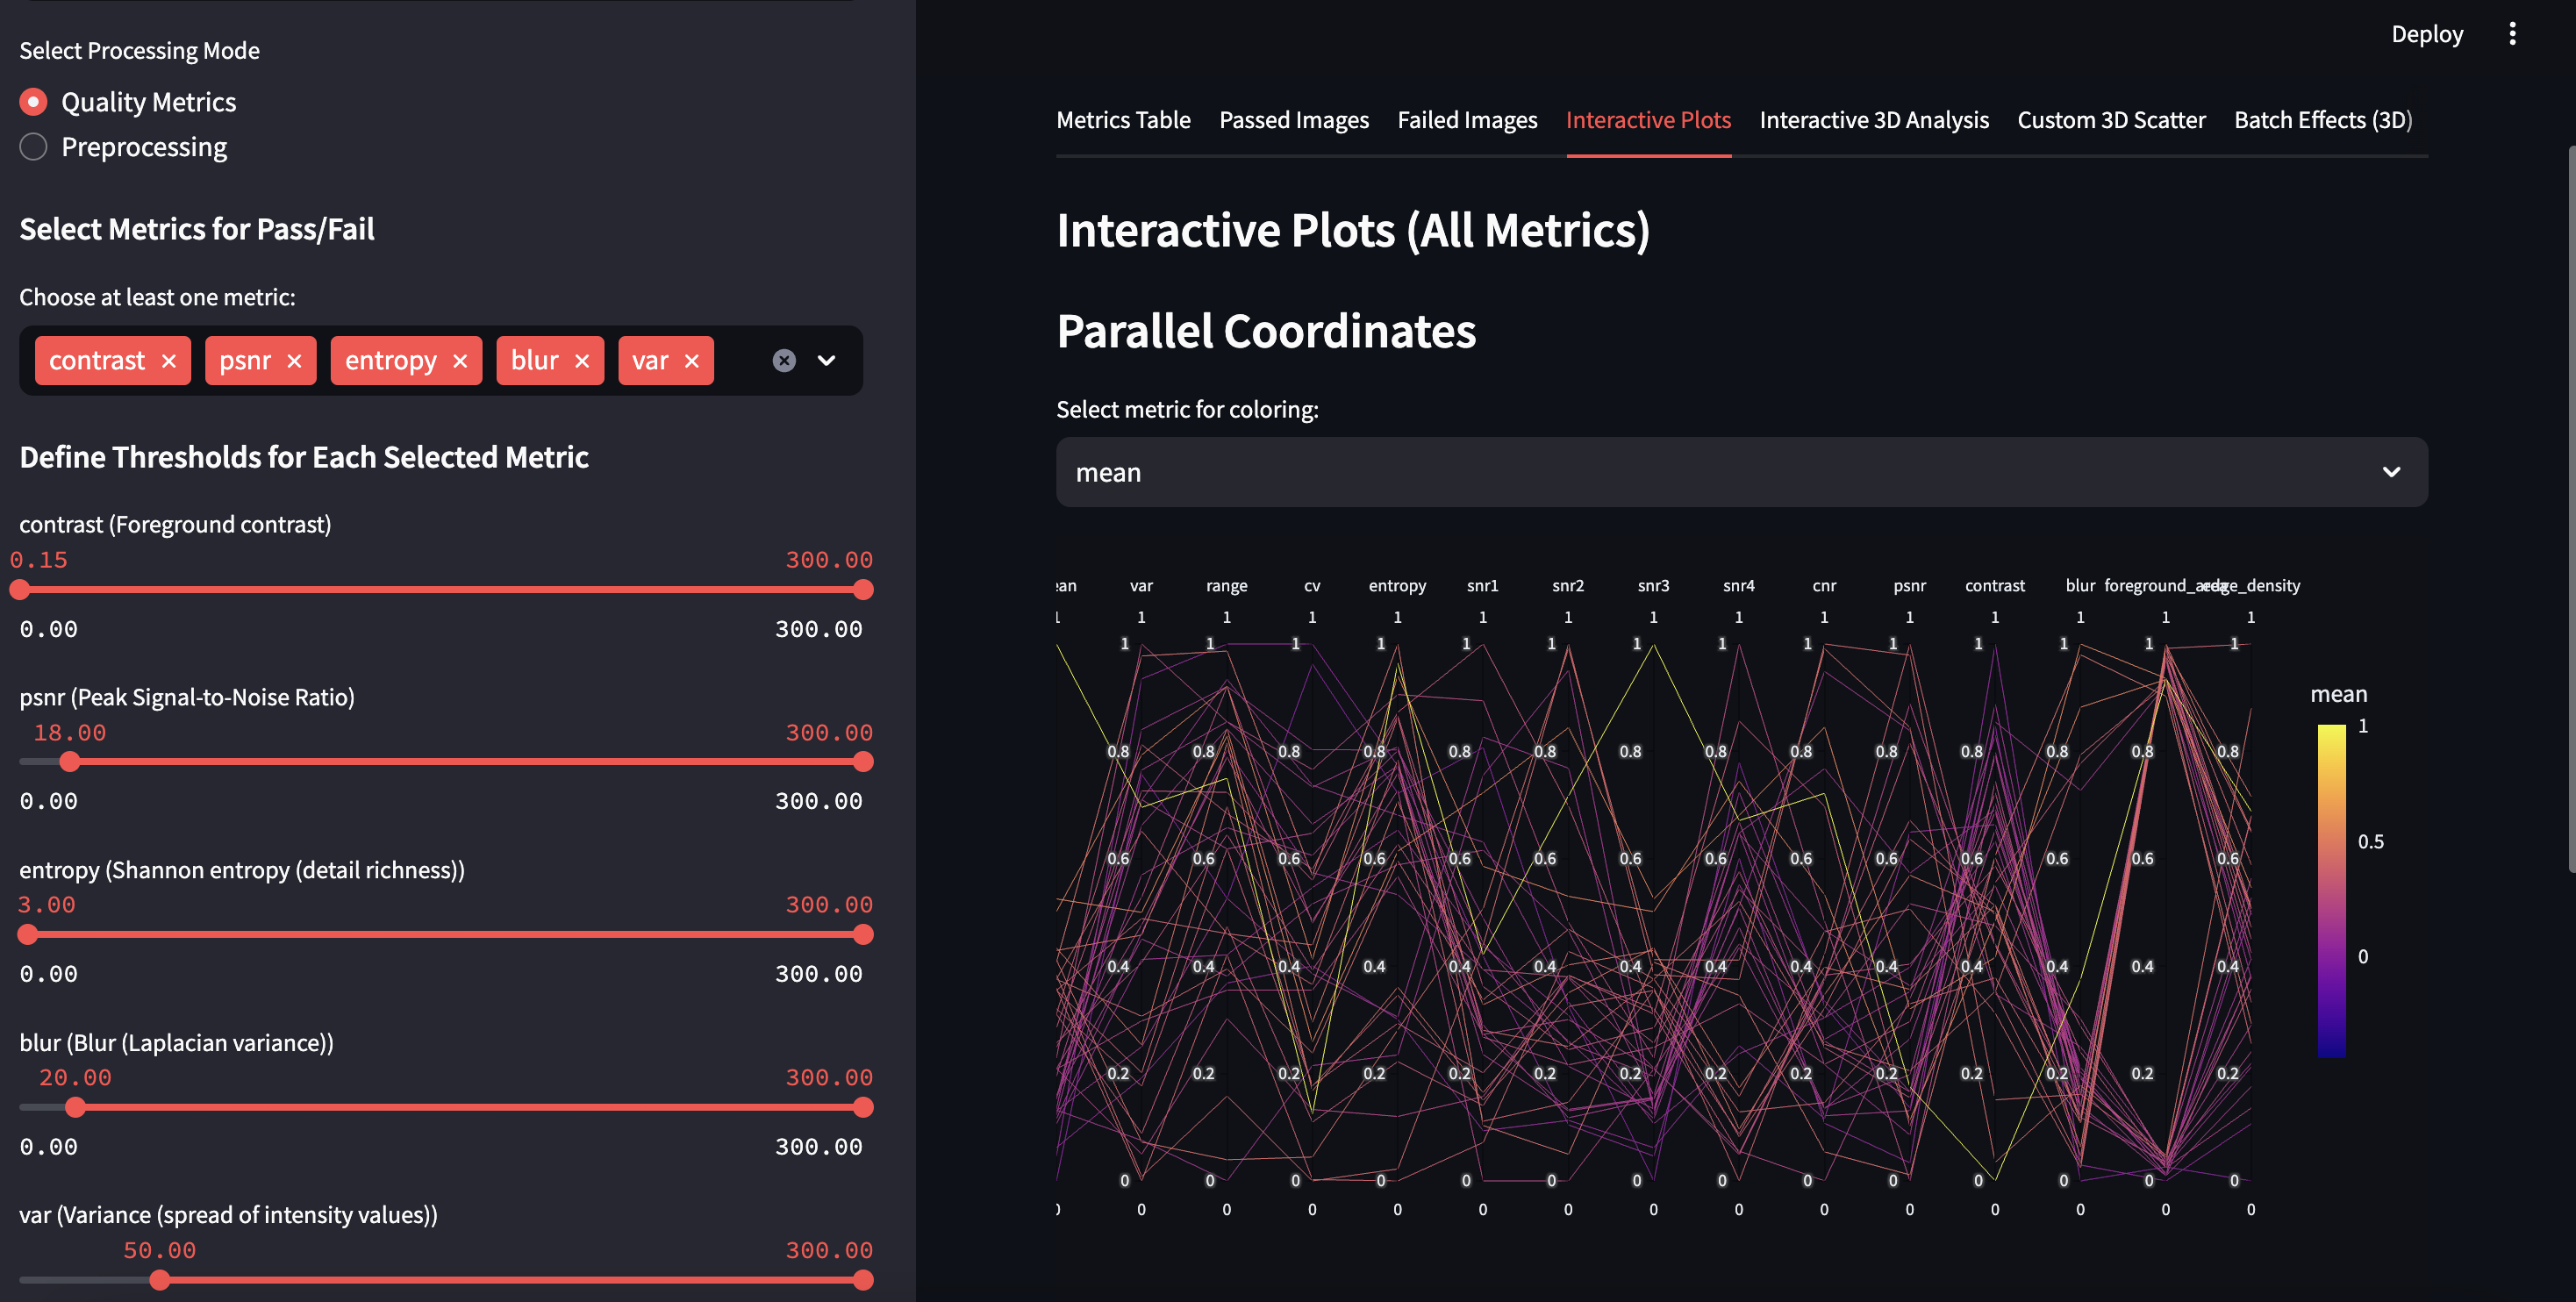 Select Processing Mode
Quality Metrics
Preprocessing
Select Metrics for Pass/Fail
Choose at least one metric:
contrast psnr entropy blur var
Define Thresholds for Each Selected Metric
contrast (Foreground contrast)
0.15 300.00
0.00 300.00
psnr (Peak Signal-to-Noise Ratio)
18.00 300.00
0.00 300.00
entropy (Shannon entropy (detail richness))
3.00 300.00
0.00 300.00
blur (Blur (Laplacian variance))
20.00 300.00
0.00 300.00
var (Variance (spread of intensity values))
50.00 300.00
Deploy
Metrics Table Passed Images Failed Images Interactive Plots Interactive 3D Analysis Custom 3D Scatter Batch Effects (3D)
Interactive Plots (All Metrics)
Parallel Coordinates
Select metric for coloring:
mean
ean var range cv entropy snr1 snr2 snr3 snr4 cnr psnr contrast blur foreground_area edge_density
1 1 1 1 1 1 1 1 1 1 1 1 1 1 1
1 1 1 1 1 1 1 1 1 1 1 1 1 1
0.8 0.8 0.8 0.8 0.8 0.8 0.8 0.8 0.8 0.8 0.8 0.8 0.8 0.8
0.6 0.6 0.6 0.6 0.6 0.6 0.6 0.6 0.6 0.6 0.6 0.6 0.6 0.6
0.4 0.4 0.4 0.4 0.4 0.4 0.4 0.4 0.4 0.4 0.4 0.4 0.4 0.4
0.2 0.2 0.2 0.2 0.2 0.2 0.2 0.2 0.2 0.2 0.2 0.2 0.2 0.2
0 0 0 0 0 0 0 0 0 0 0 0 0 0
0 0 0 0 0 0 0 0 0 0 0 0 0 0 0
mean
1
0.5
0